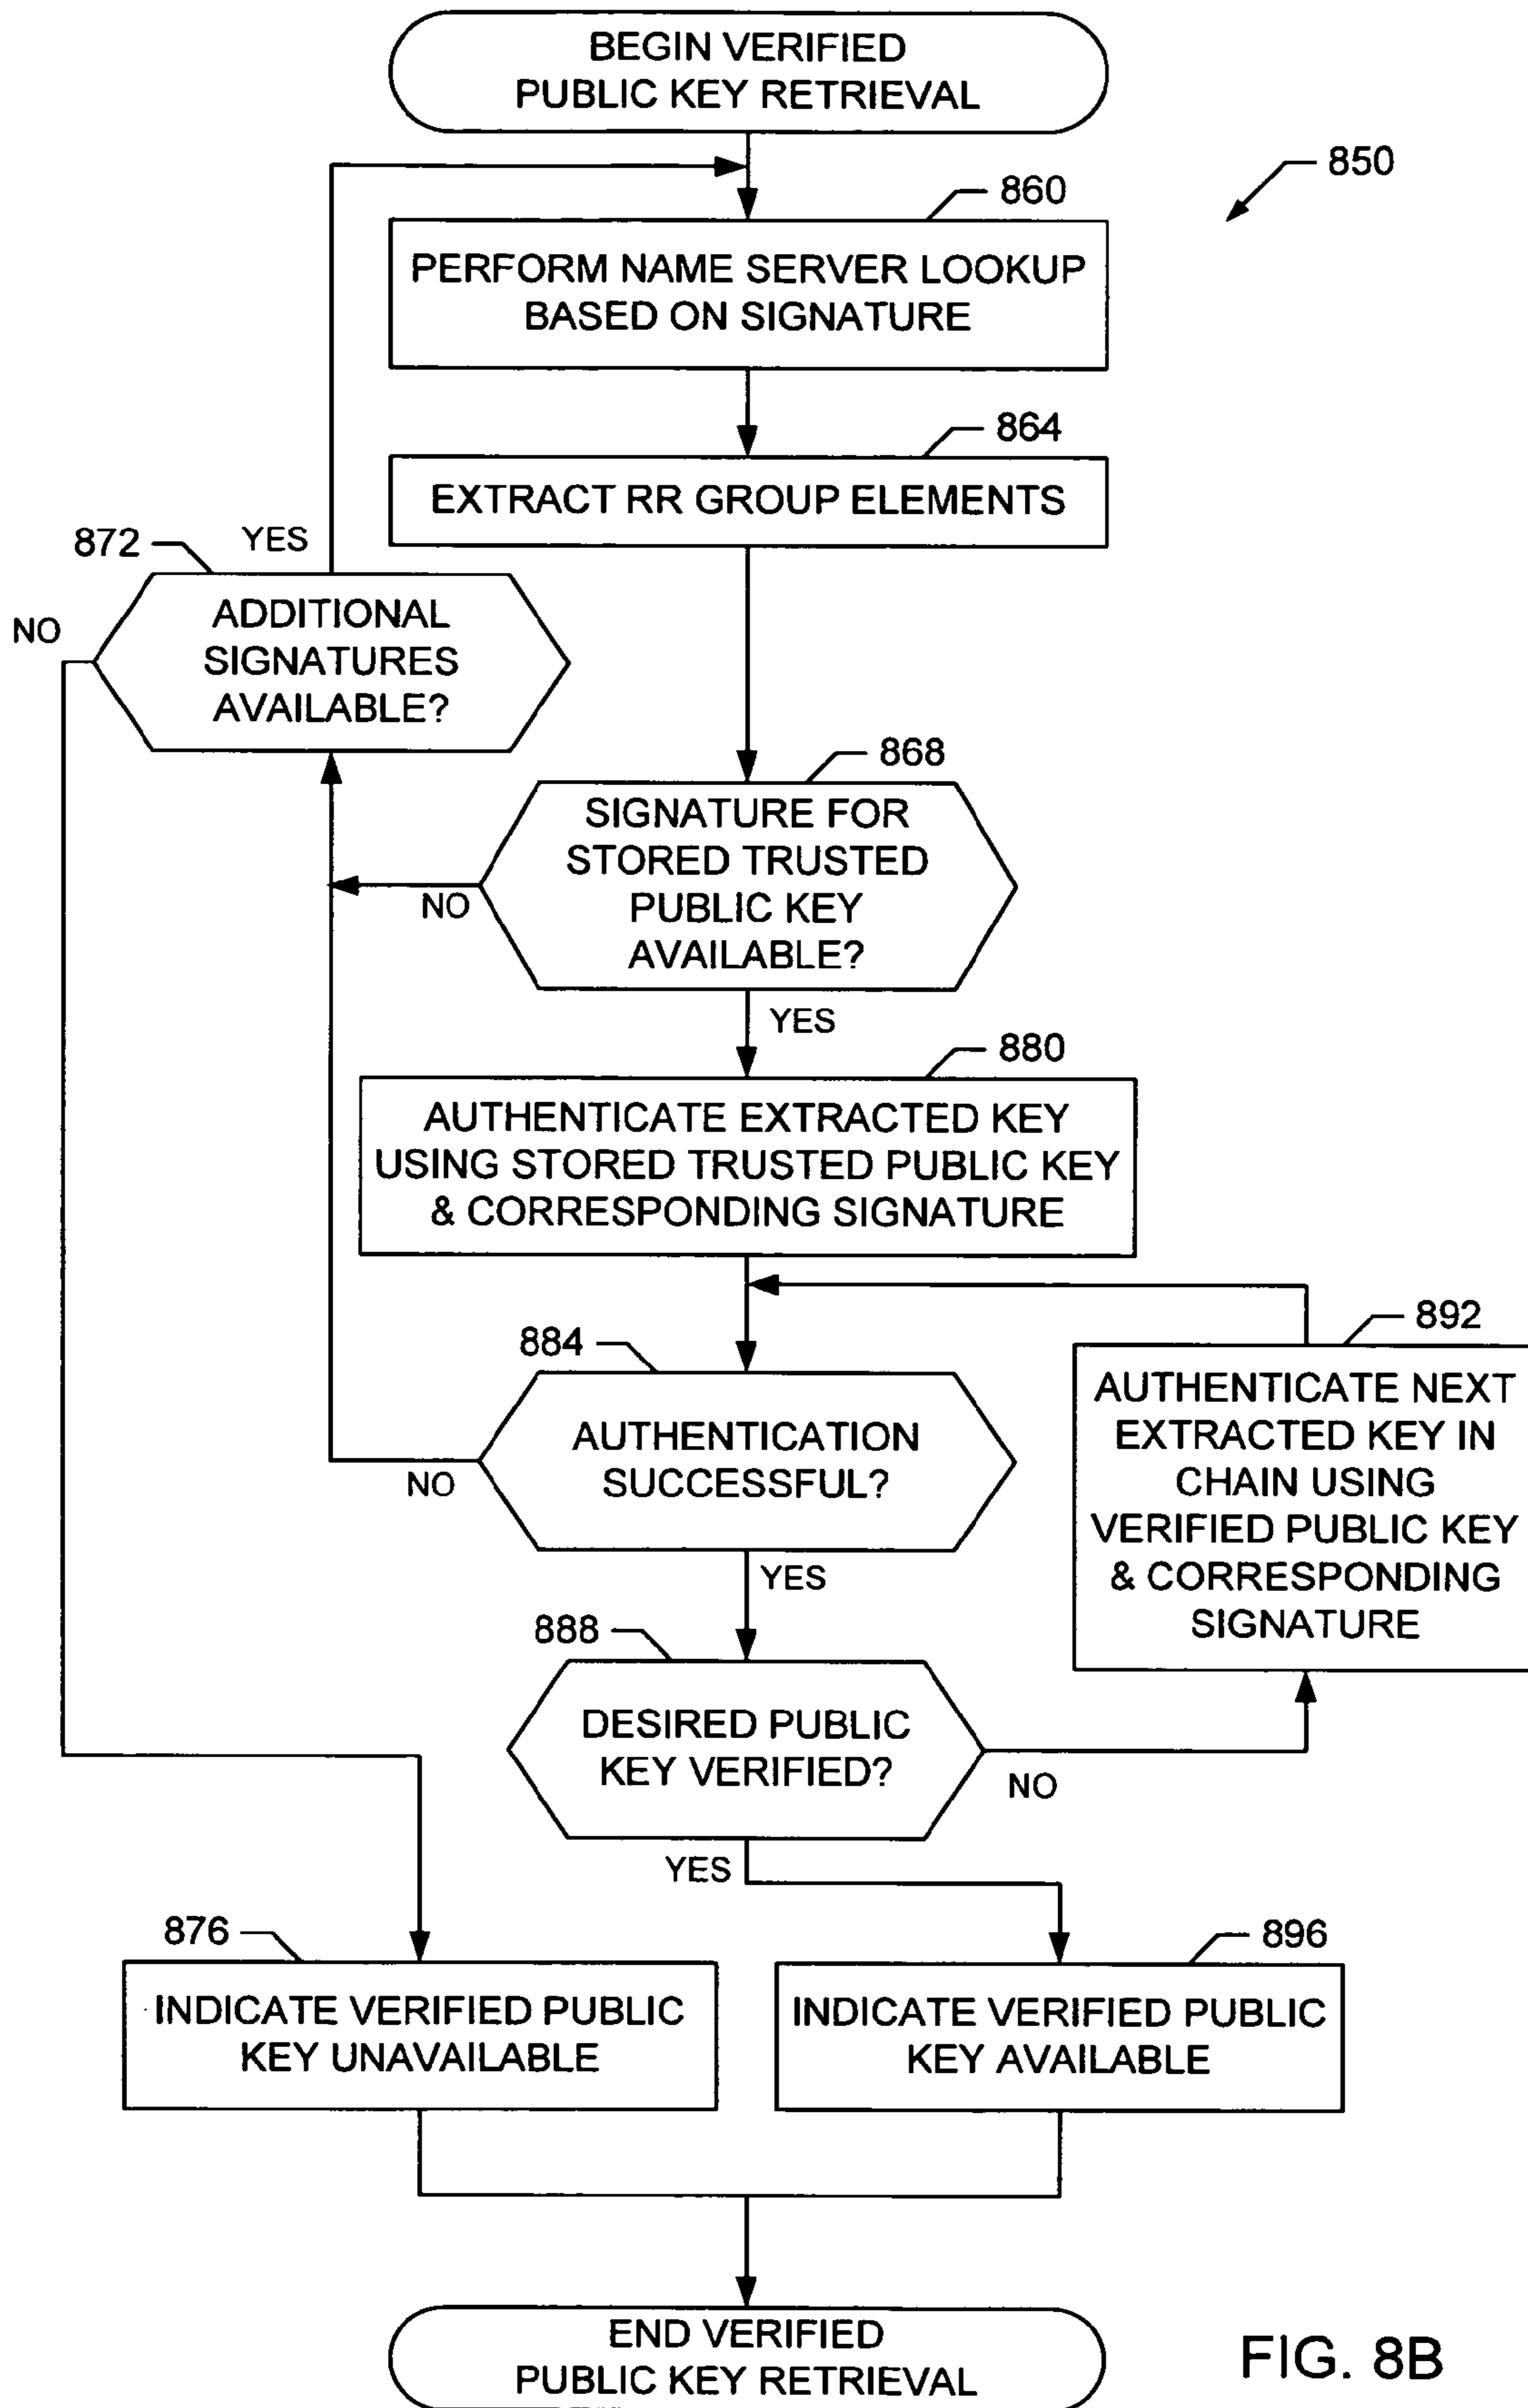 BEGIN VERIFIED
PUBLIC KEY RETRIEVAL
850
860
PERFORM NAME SERVER LOOKUP
BASED ON SIGNATURE
864
EXTRACT RR GROUP ELEMENTS
872
YES
NO
ADDITIONAL
SIGNATURES
AVAILABLE?
868
SIGNATURE FOR
STORED TRUSTED
PUBLIC KEY
AVAILABLE?
NO
YES
880
AUTHENTICATE EXTRACTED KEY
USING STORED TRUSTED PUBLIC KEY
& CORRESPONDING SIGNATURE
884
AUTHENTICATION
SUCCESSFUL?
NO
YES
892
AUTHENTICATE NEXT
EXTRACTED KEY IN
CHAIN USING
VERIFIED PUBLIC KEY
& CORRESPONDING
SIGNATURE
888
DESIRED PUBLIC
KEY VERIFIED?
NO
YES
876
INDICATE VERIFIED PUBLIC
KEY UNAVAILABLE
896
INDICATE VERIFIED PUBLIC
KEY AVAILABLE
END VERIFIED
PUBLIC KEY RETRIEVAL
FIG. 8B